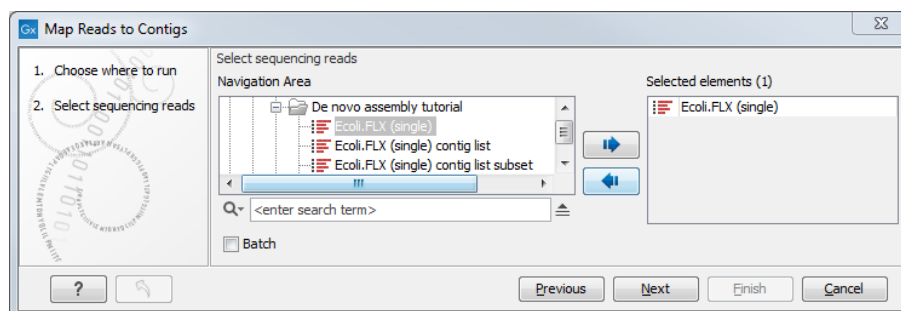 Gx Map Reads to Contigs
1. Choose where to run
2. Select sequencing reads
Select sequencing reads
Navigation Area
De novo assembly tutorial
Ecoli.FLX (single)
Ecoli.FLX (single) contig list
Ecoli.FLX (single) contig list subset
<enter search term>
Batch
Selected elements (1)
Ecoli.FLX (single)
?
Previous
Next
Finish
Cancel